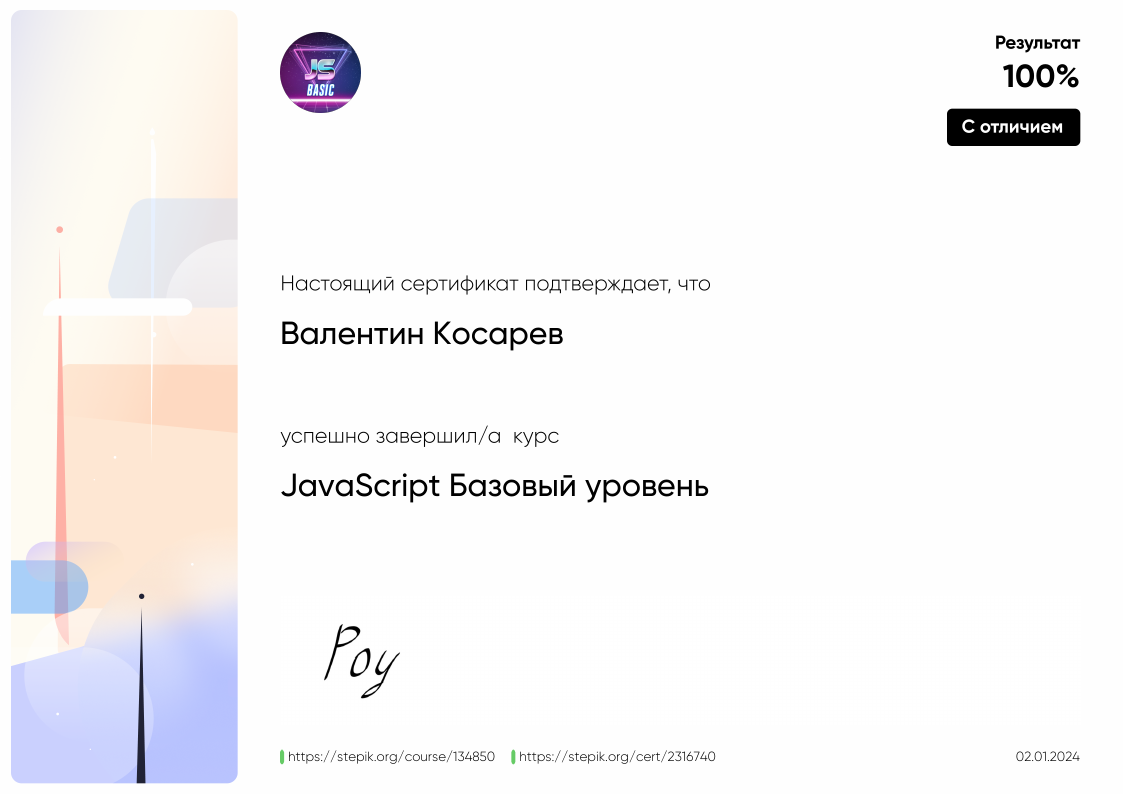 JS
BASIC
Результат
100%
С отличием
Настоящий сертификат подтверждает, что
Валентин Косарев
успешно завершил/а курс
JavaScript Базовый уровень
Роу
https://stepik.org/course/134850 https://stepik.org/cert/2316740 02.01.2024